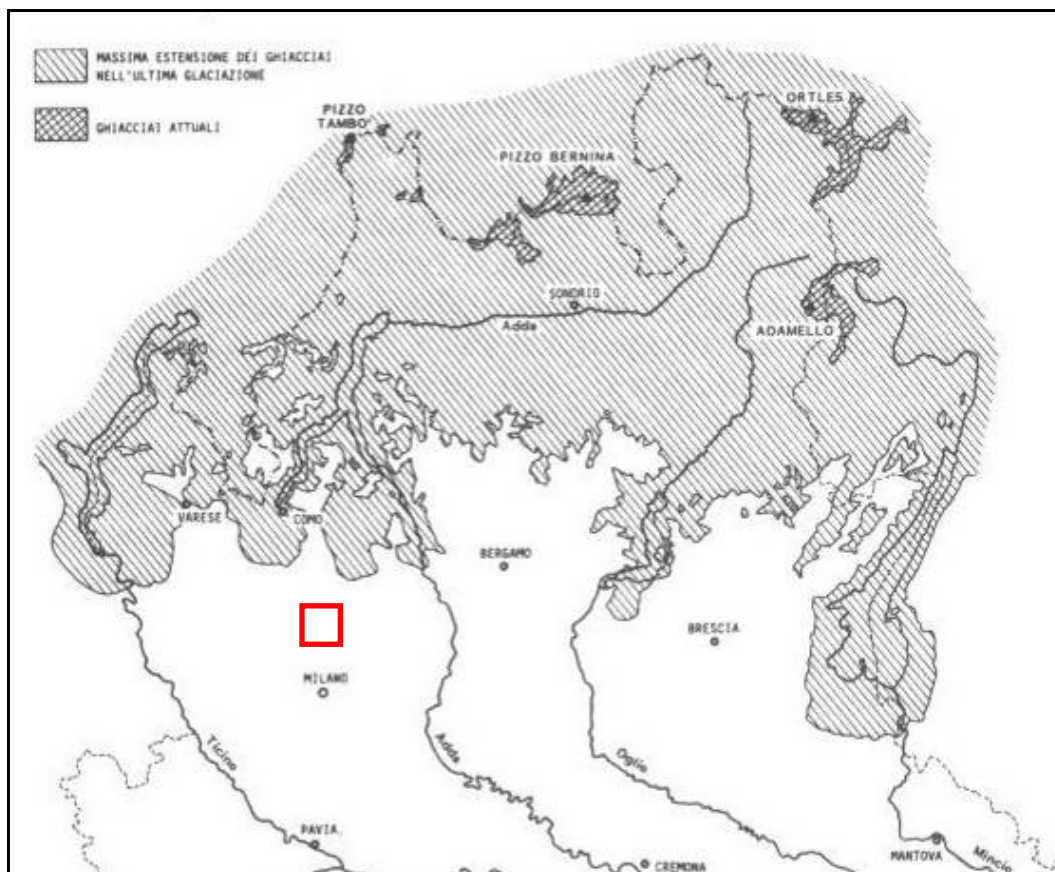 MASSIMA ESTENSIONE DEI GHIACCIAI
NELL'ULTIMA GLACIAZIONE
GHIACCIAI ATTUALI
PIZZO
TAMBO'
ORTLES
PIZZO BERNINA
SONDRIO
Adda
ADAMELLO
VARESE
COMO
BERGAMO
BRESCIA
MILANO
Ticino
Adda
Oglio
PAVIA
CREMONA
MANTOVA
Mincio